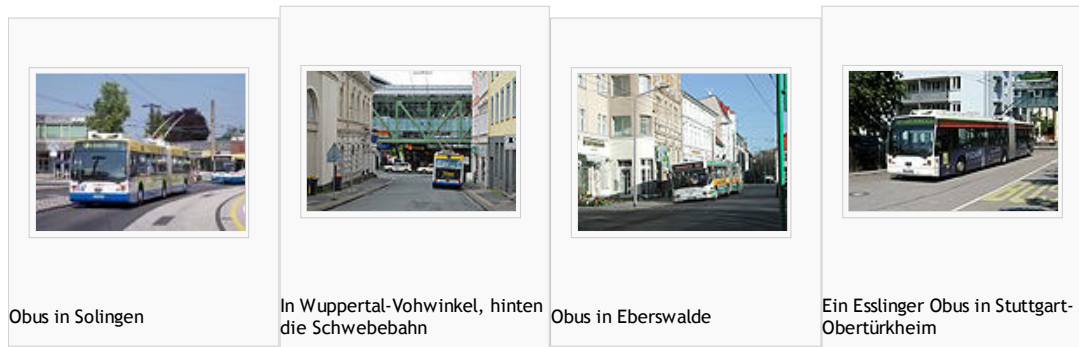 Obus in Solingen
In Wuppertal-Vohwinkel, hinten
die Schwebebahn
Obus in Eberswalde
Ein Esslinger Obus in Stuttgart-
Obertürkheim